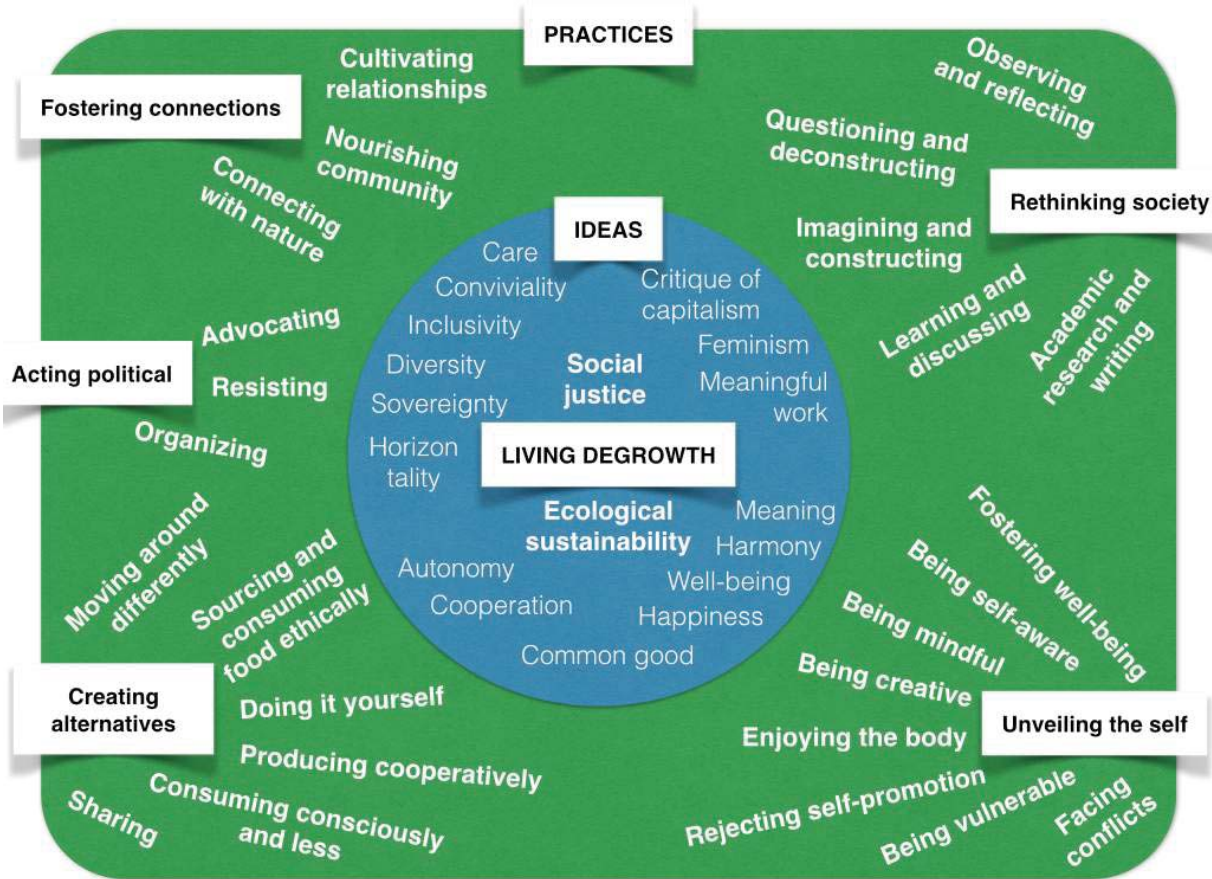 PRACTICES
Fostering connections
Cultivating
relationships
Nourishing
community
Connecting
with nature
Observing
and reflecting
Questioning and
deconstructing
Rethinking society
Imagining and
constructing
Learning and
discussing
Academic
research and
writing
IDEAS
Care
Conviviality
Inclusivity
Diversity
Sovereignty
Horizon
tality
Critique of
capitalism
Feminism
Meaningful
work
Social
justice
LIVING DEGROWTH
Ecological
sustainability
Meaning
Harmony
Well-being
Happiness
Autonomy
Cooperation
Common good
Acting political
Advocating
Resisting
Organizing
Creating
alternatives
Moving around
differently
Sourcing and
consuming
food ethically
Doing it yourself
Producing cooperatively
Consuming consciously
and less
Sharing
Unveiling the self
Fostering well-being
Being self-aware
Being mindful
Being creative
Enjoying the body
Rejecting self-promotion
Being vulnerable
Facing
conflicts